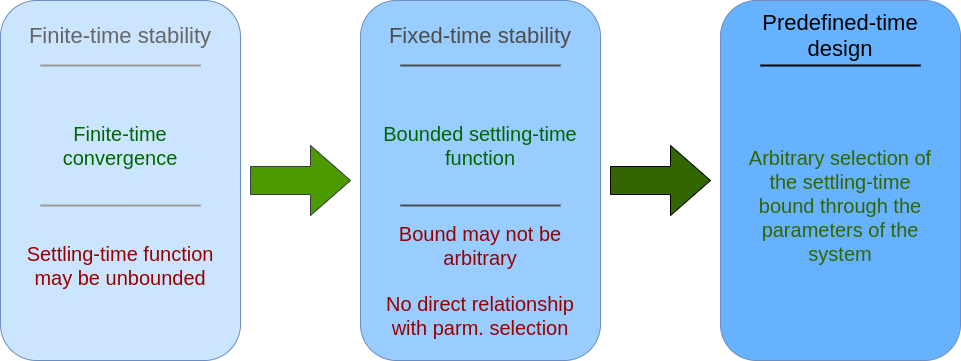 Finite-time stability
Finite-time
convergence
Settling-time function
may be unbounded
Fixed-time stability
Bounded settling-time
function
Bound may not be
arbitrary
No direct relationship
with parm. selection
Predefined-time
design
Arbitrary selection of
the settling-time
bound through the
parameters of the
system